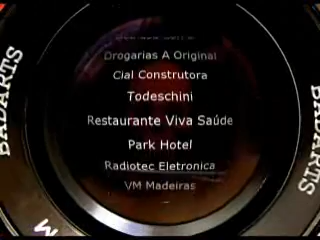 Drogarias A Original
Cial Construtora
Todeschini
Restaurante Viva Saúde
Park Hotel
Radiotec Eletronica
VM Madeiras
BADARTS
BADARTS
M